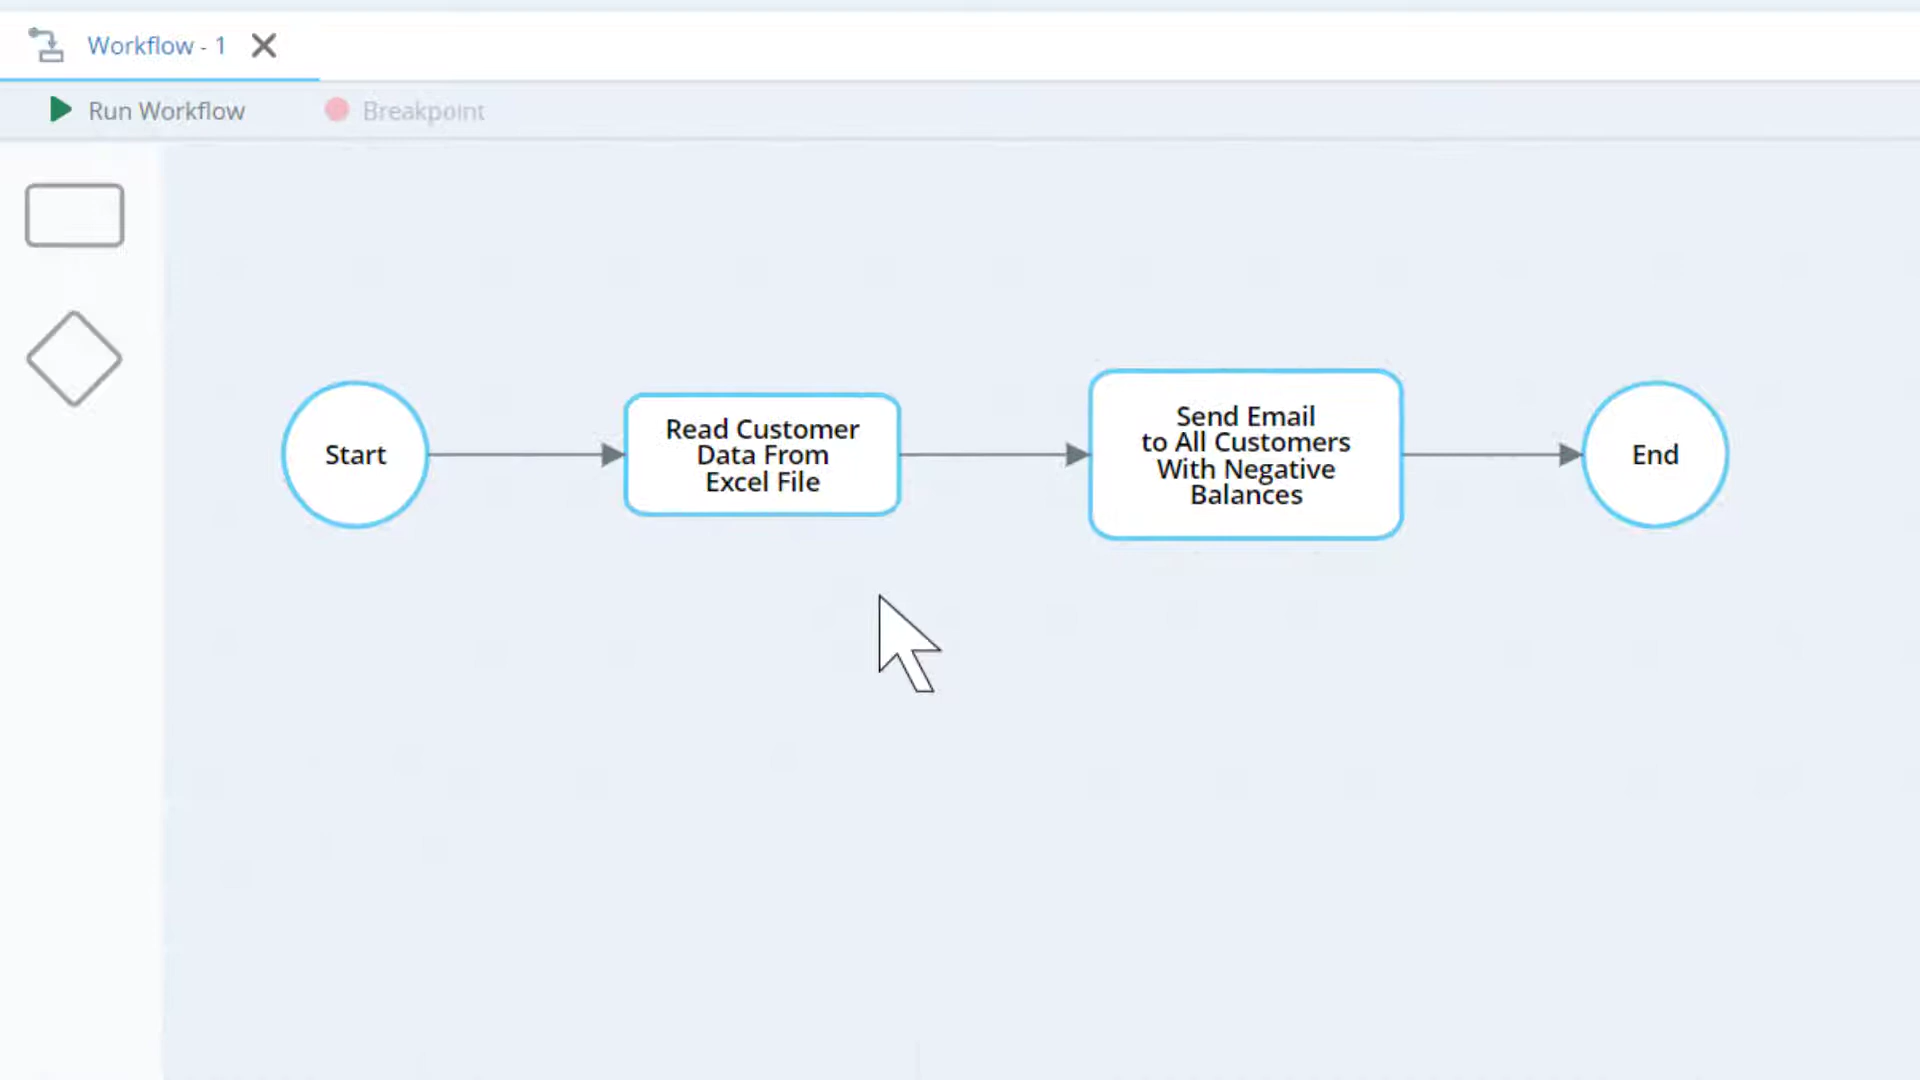 Workflow - 1
Run Workflow
Breakpoint
Start
Read Customer
Data From
Excel File
Send Email
to All Customers
With Negative
Balances
End